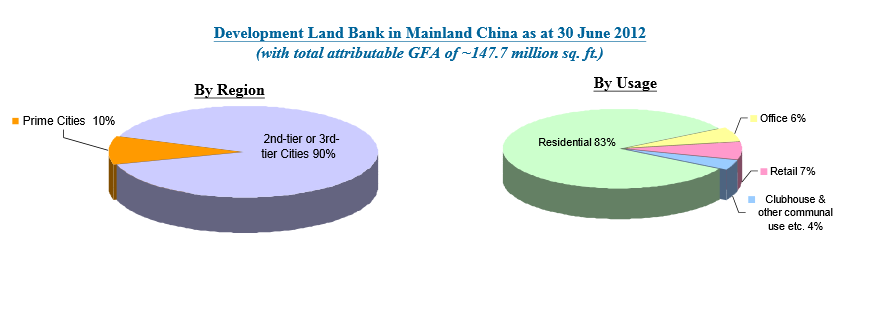 Development Land Bank in Mainland China as at 30 June 2012
(with total attributable GFA of ~147.7 million sq. ft.)
By Region
Prime Cities 10%
2nd-tier or 3rd-
tier Cities 90%
By Usage
Residential 83%
Office 6%
Retail 7%
Clubhouse &
other communal
use etc. 4%